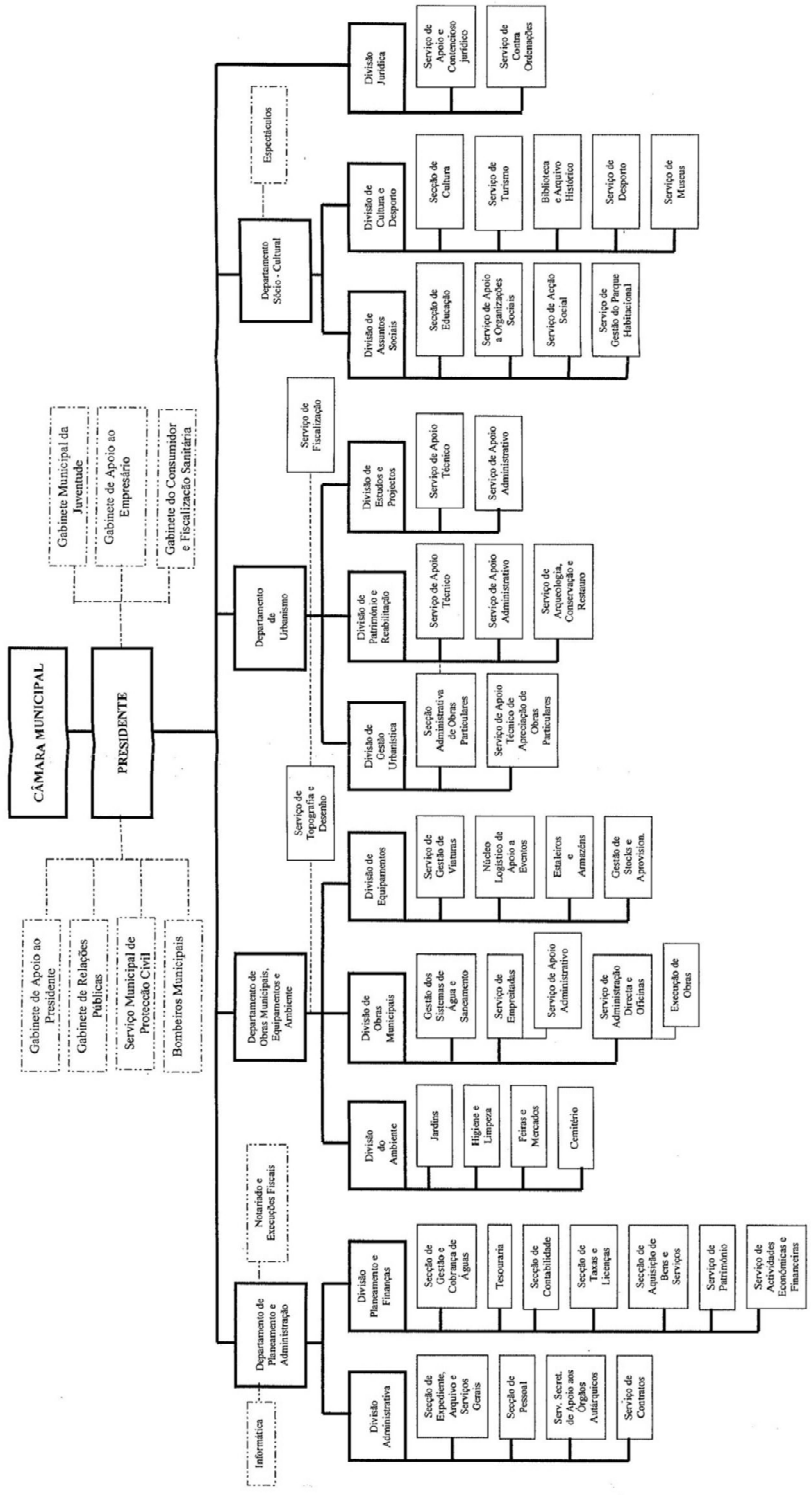 CÂMARA MUNICIPAL
PRESIDENTE
Gabinete de Apoio ao
Presidente
Gabinete de Relações
Públicas
Serviço Municipal de
Protecção Civil
Bombeiros Municipais
Gabinete Municipal da
Juventude
Gabinete de Apoio ao
Empresário
Gabinete do Consumidor
e Fiscalização Sanitária
Informática
Departamento de
Planeamento e
Administração
Notariado e
Execuções Fiscais
Divisão
Administrativa
Secção de
Expediente,
Arquivo e
Serviços
Gerais
Secção de
Pessoal
Serv. Secret.
de Apoio aos
Órgãos
Autárquicos
Serviço de
Contratos
Divisão
Planeamento e
Finanças
Secção de
Gestão e
Cobrança de
Águas
Tesouraria
Secção de
Contabilidade
Secção de
Taxas e
Licenças
Secção de
Aquisição de
Bens e
Serviços
Serviço de
Património
Serviço de
Actividades
Económicas e
Financeiras
Departamento de
Obras Municipais,
Equipamentos e
Ambiente
Serviço de
Topografia e
Desenho
Divisão
do
Ambiente
Jardins
Higiene e
Limpeza
Feiras e
Mercados
Cemitério
Divisão de
Obras
Municipais
Gestão dos
Sistemas de
Água e
Saneamento
Serviço de
Empreitadas
Serviço de Apoio
Administrativo
Serviço de
Administração
Directa e
Oficinas
Execução de
Obras
Divisão de
Equipamentos
Serviço de
Gestão de
Viaturas
Núcleo
Logístico de
Apoio a
Eventos
Estaleiros
e
Armazéns
Gestão de
Stocks e
Aprovision.
Departamento
de
Urbanismo
Serviço de
Fiscalização
Divisão de
Gestão
Urbanística
Secção
Administrativa
de Obras
Particulares
Serviço de Apoio
Técnico de
Apreciação de
Obras
Particulares
Divisão de
Património e
Reabilitação
Serviço de Apoio
Técnico
Serviço de Apoio
Administrativo
Serviço de
Arqueologia,
Conservação e
Restauro
Divisão de
Estudos e
Projectos
Serviço de Apoio
Técnico
Serviço de Apoio
Administrativo
Departamento
Sócio - Cultural
Espectáculos
Divisão de
Assuntos
Sociais
Secção de
Educação
Serviço de Apoio
a Organizações
Sociais
Serviço de Acção
Social
Serviço de
Gestão do Parque
Habitacional
Divisão de
Cultura e
Desporto
Secção de
Cultura
Serviço de
Turismo
Biblioteca
e Arquivo
Histórico
Serviço de
Desporto
Serviço de
Museus
Divisão
Jurídica
Serviço de
Apoio e
Contencioso
jurídico
Serviço de
Contra
Ordenações